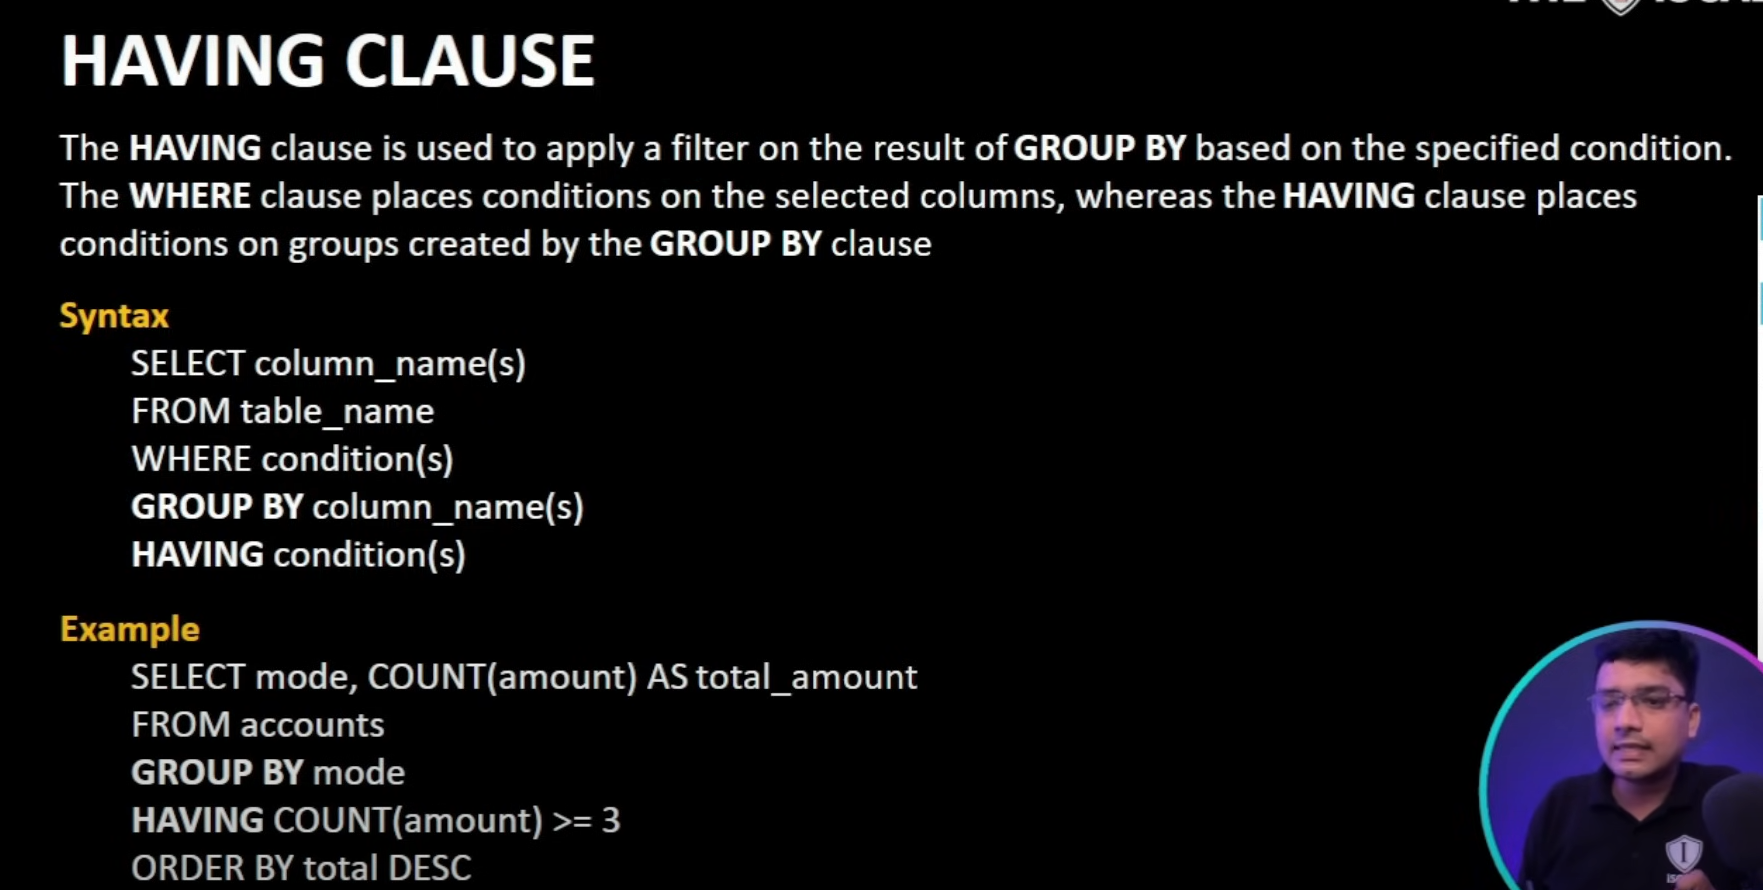 HAVING CLAUSE
The HAVING clause is used to apply a filter on the result of GROUP BY based on the specified condition.
The WHERE clause places conditions on the selected columns, whereas the HAVING clause places
conditions on groups created by the GROUP BY clause
Syntax
SELECT column_name(s)
FROM table_name
WHERE condition(s)
GROUP BY column_name(s)
HAVING condition(s)
Example
SELECT mode, COUNT(amount) AS total_amount
FROM accounts
GROUP BY mode
HAVING COUNT(amount) >= 3
ORDER BY total DESC